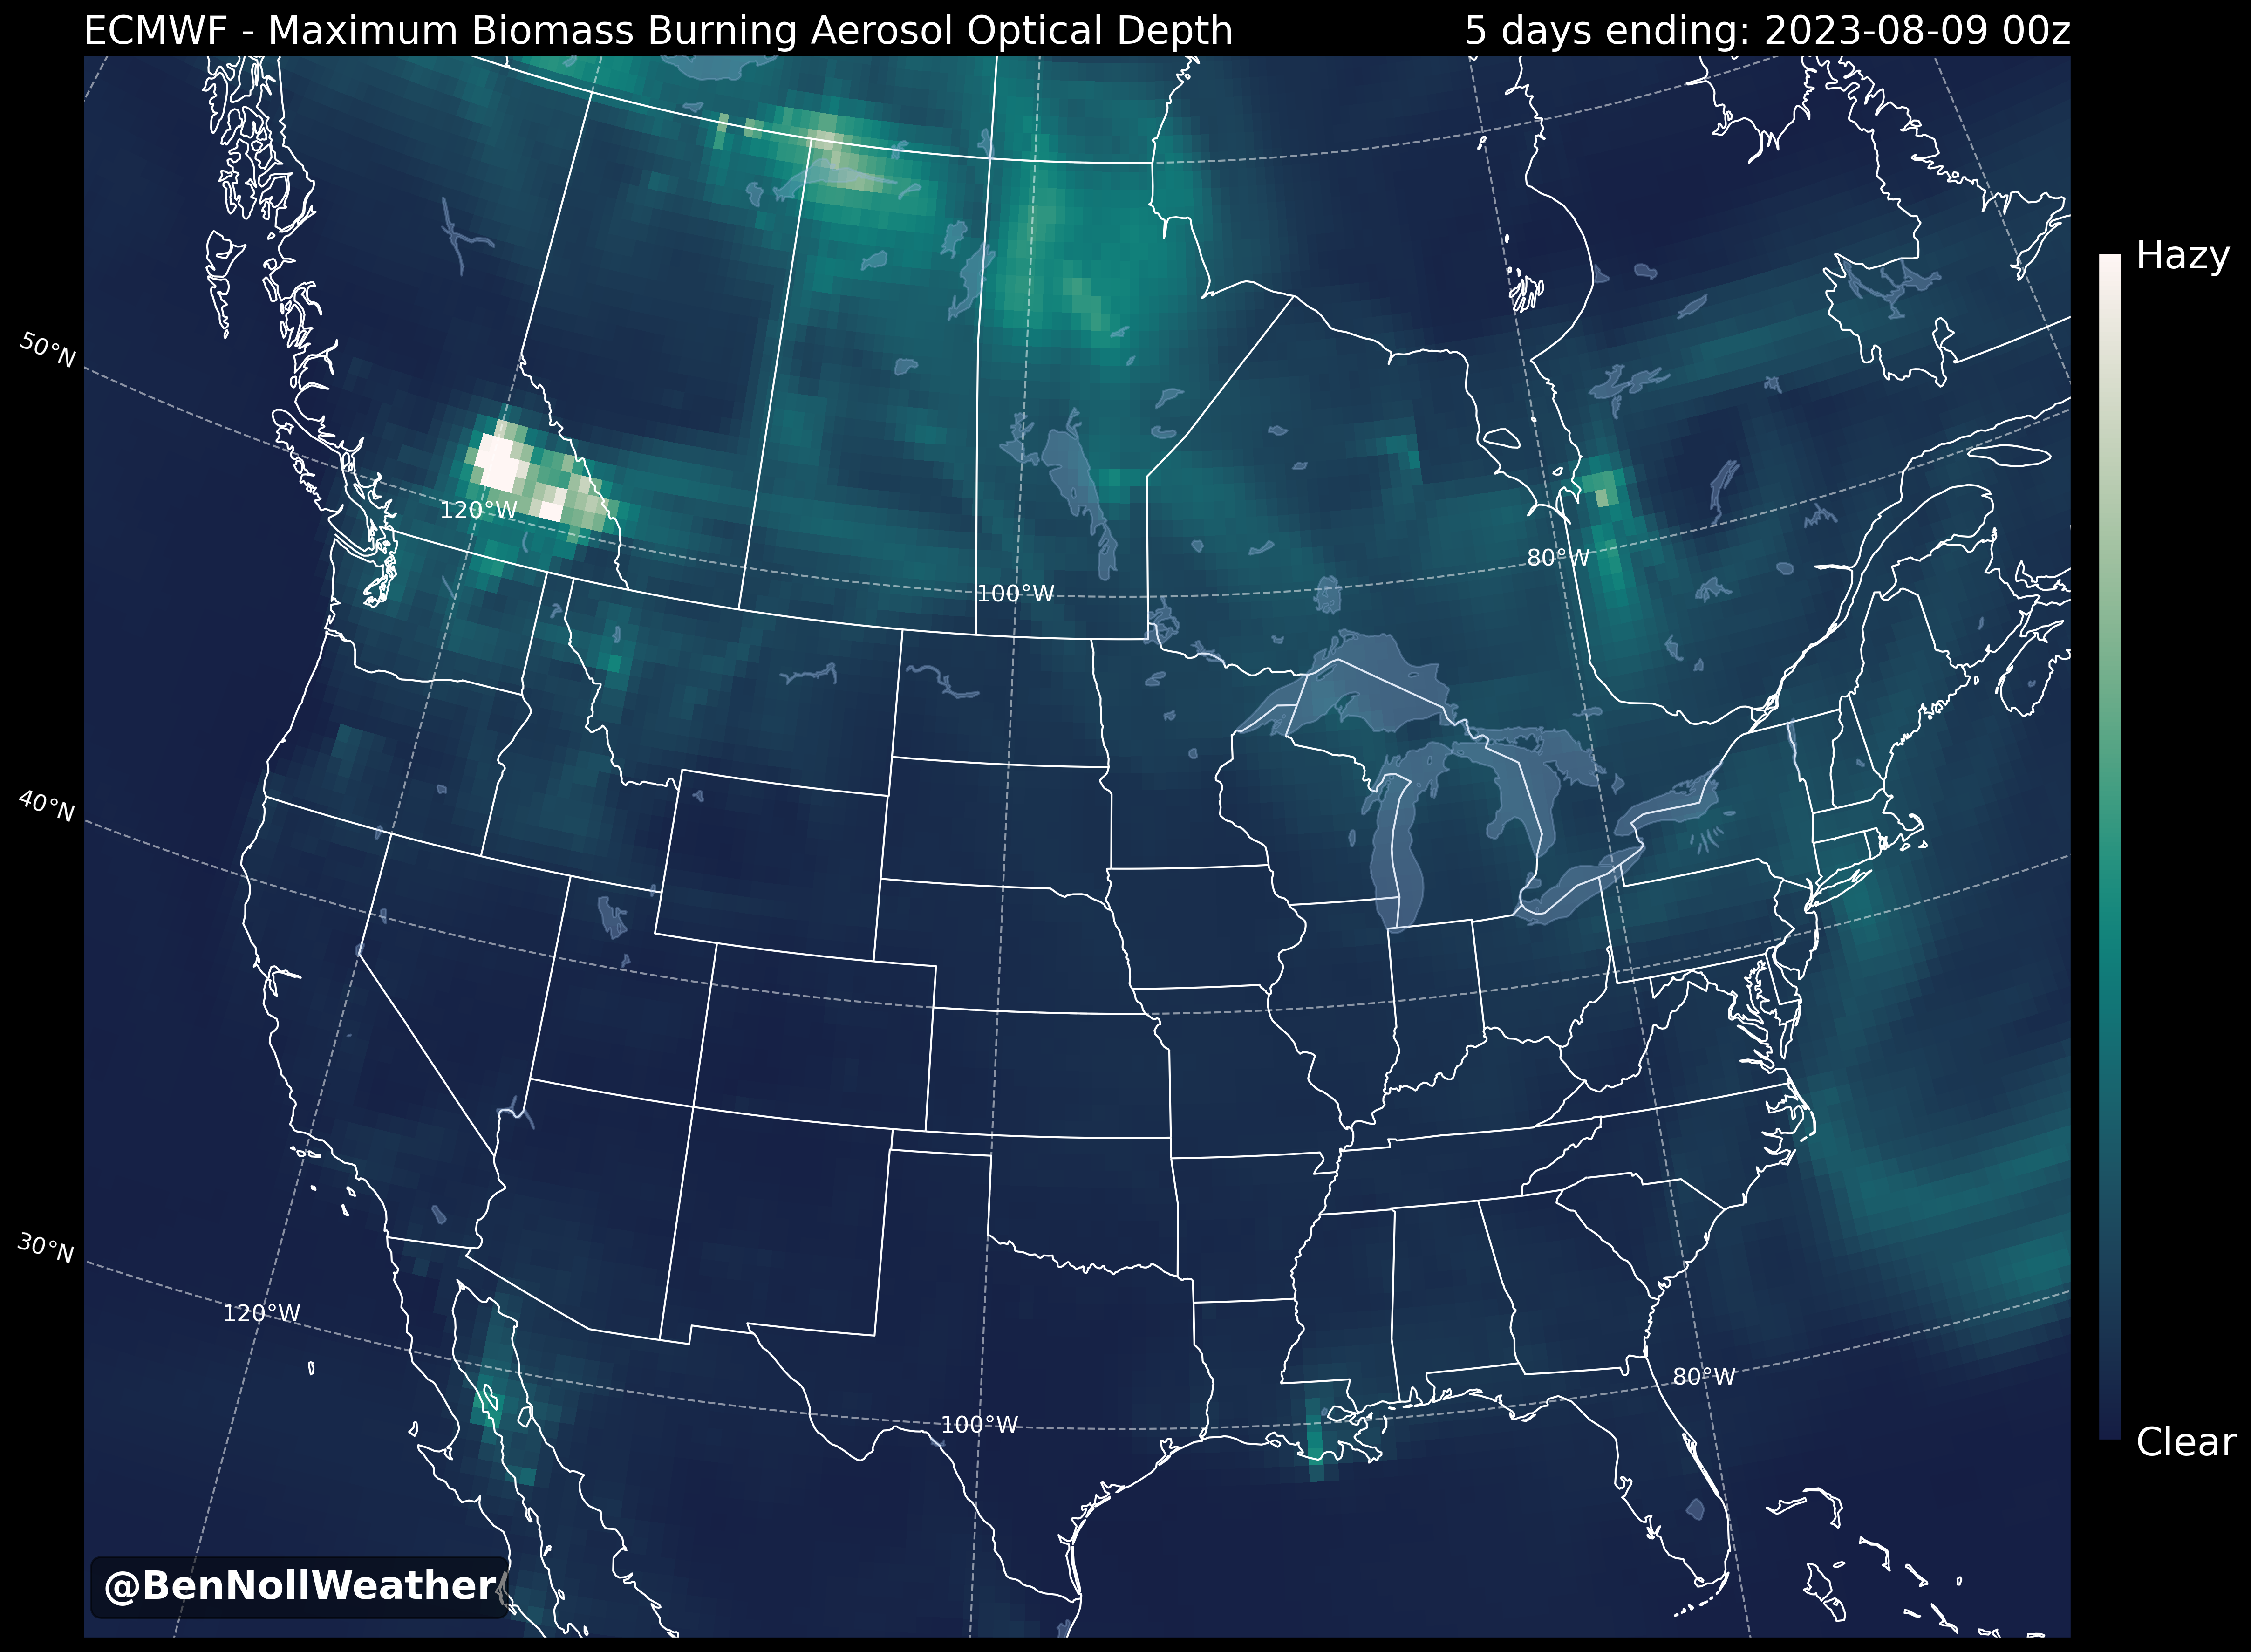 ECMWF - Maximum Biomass Burning Aerosol Optical Depth
5 days ending: 2023-08-09 00z
Hazy
50°N
120°W
80°W
100°W
40°N
30°N
120°W
80°W
100°W
Clear
@BenNollWeather